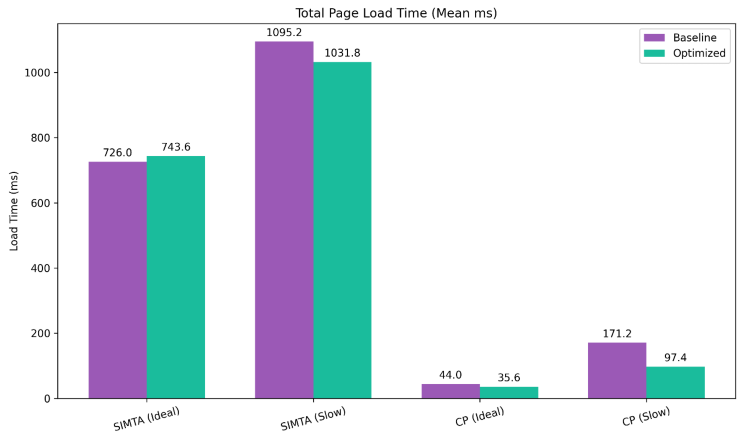 Total Page Load Time (Mean ms)
Baseline
Optimized
Load Time (ms)
1000
800
600
400
200
0
726.0
743.6
1095.2
1031.8
44.0
35.6
171.2
97.4
SIMTA (Ideal)
SIMTA (Slow)
CP (Ideal)
CP (Slow)